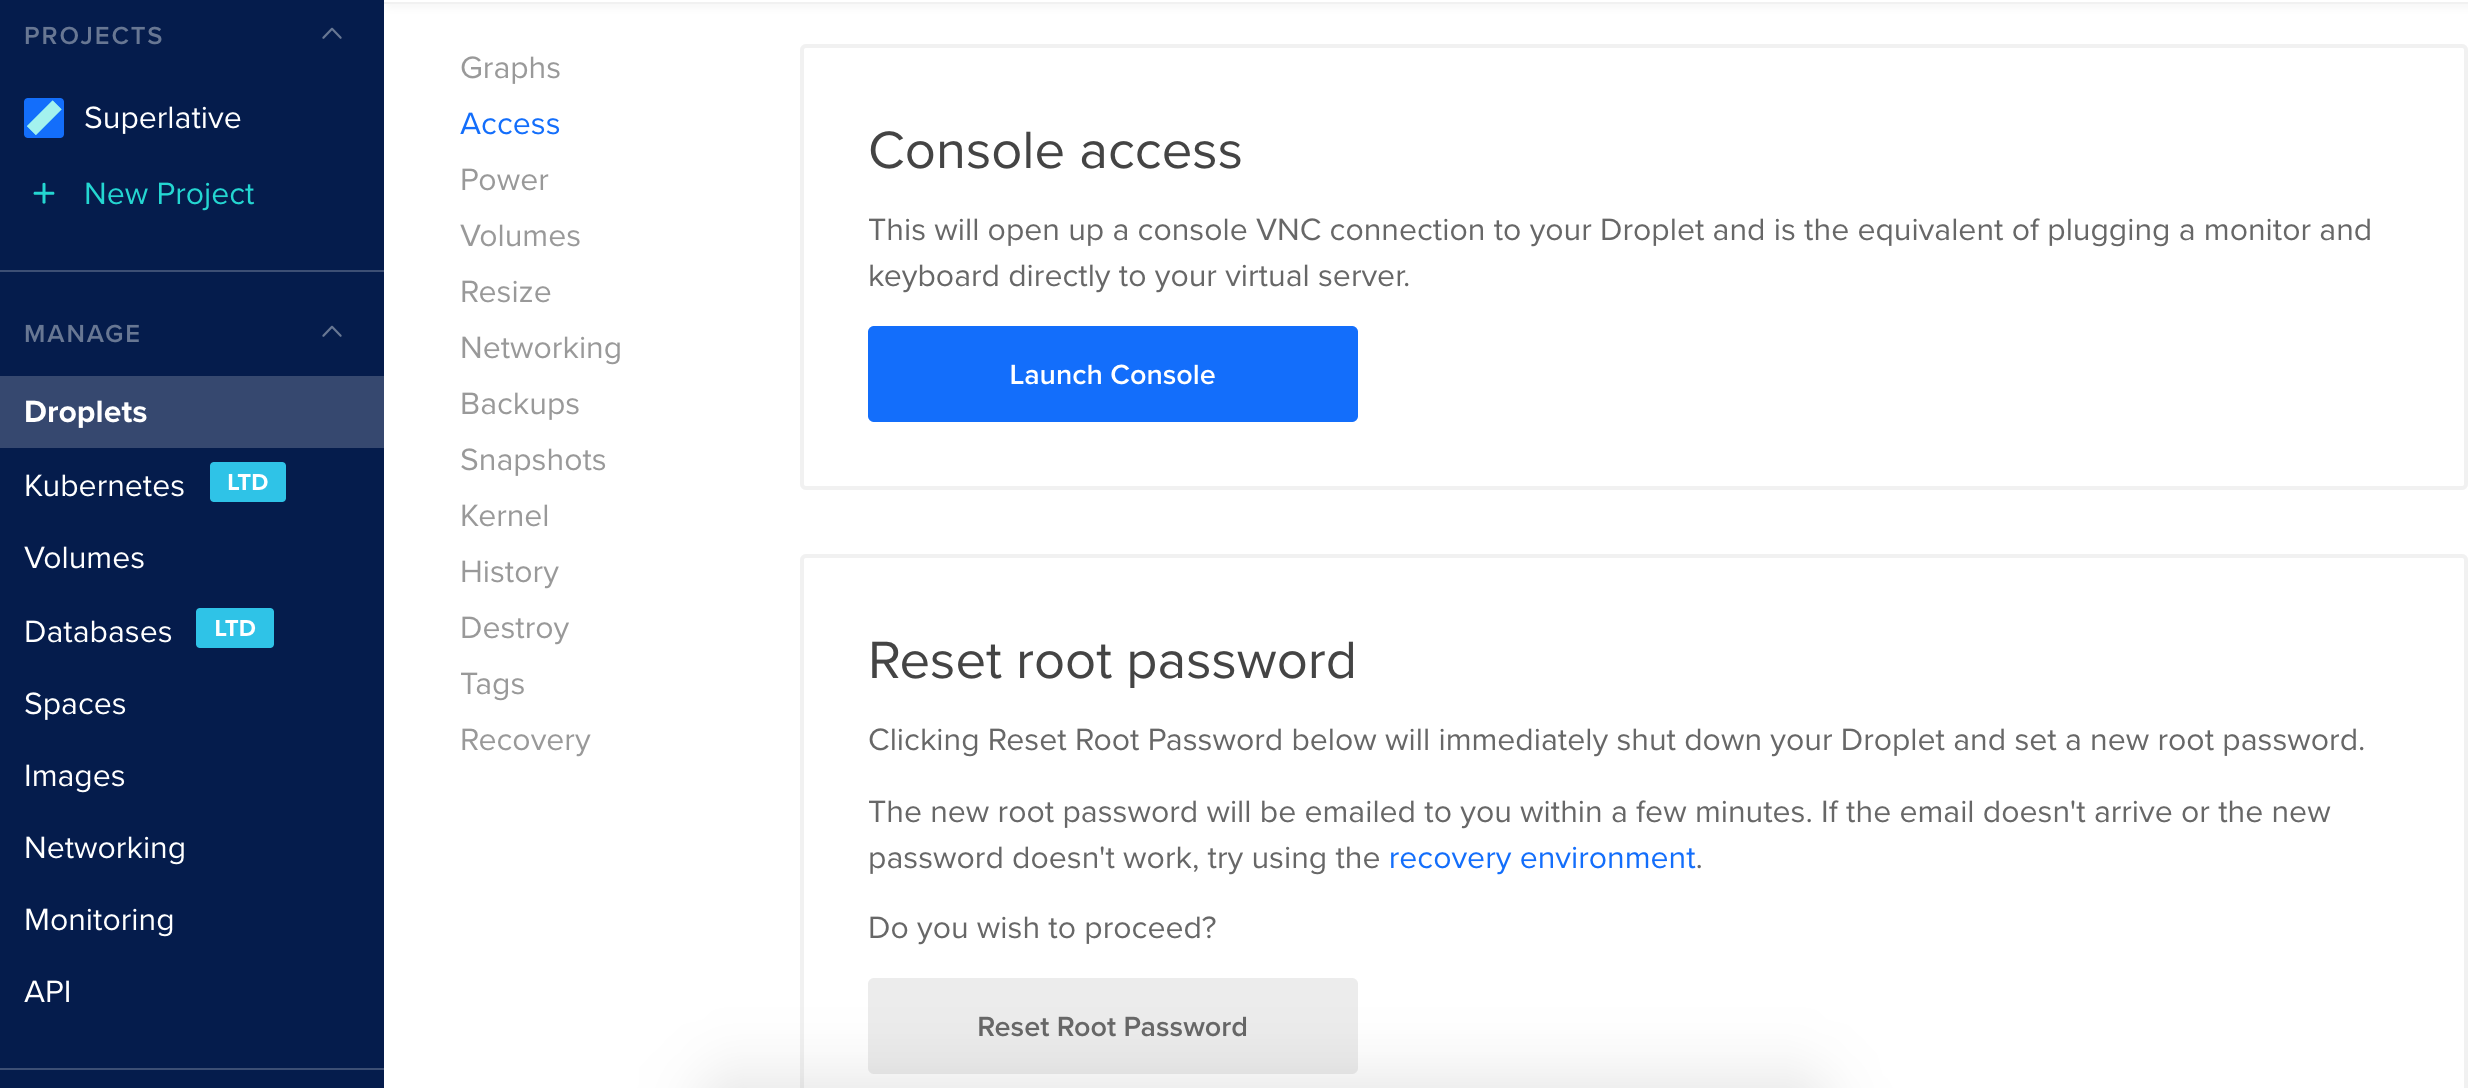 PROJECTS
Superlative
+ New Project
MANAGE
Droplets
Kubernetes LTD
Volumes
Databases LTD
Spaces
Images
Networking
Monitoring
API
Graphs
Access
Power
Volumes
Resize
Networking
Backups
Snapshots
Kernel
History
Destroy
Tags
Recovery
Console access
This will open up a console VNC connection to your Droplet and is the equivalent of plugging a monitor and
keyboard directly to your virtual server.
Launch Console
Reset root password
Clicking Reset Root Password below will immediately shut down your Droplet and set a new root password.
The new root password will be emailed to you within a few minutes. If the email doesn't arrive or the new
password doesn't work, try using the recovery environment.
Do you wish to proceed?
Reset Root Password